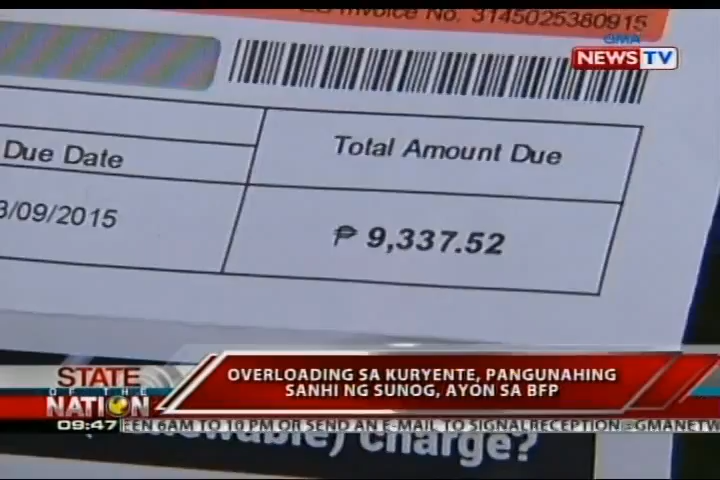 Invoice No. 3145025380915
GMA
NEWS TV
Due Date
Total Amount Due
3/09/2015
₱ 9,337.52
STATE
OF THE
NATION
OVERLOADING SA KURYENTE, PANGUNAHING
SANHI NG SUNOG, AYON SA BFP
09:47
EEN 6AM TO 10 PM OR SEND AN E-MAIL TO SIGNALRECEPTION@GMANETW
charge?